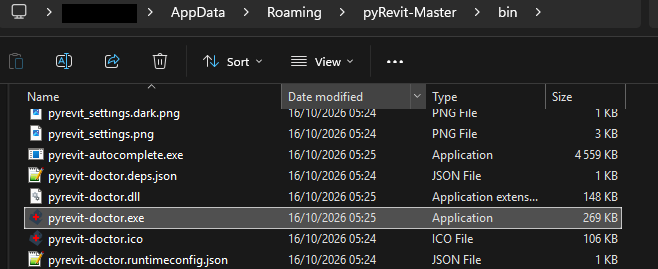 AppData > Roaming > pyRevit-Master > bin >
Sort View
Name Date modified Type Size
pyrevit_settings.dark.png 16/10/2026 05:24 PNG File 1 KB
pyrevit_settings.png 16/10/2026 05:24 PNG File 3 KB
pyrevit-autocomplete.exe 16/10/2026 05:25 Application 4 559 KB
pyrevit-doctor.deps.json 16/10/2026 05:24 JSON File 1 KB
pyrevit-doctor.dll 16/10/2026 05:25 Application extens... 148 KB
pyrevit-doctor.exe 16/10/2026 05:25 Application 269 KB
pyrevit-doctor.ico 16/10/2026 05:24 ICO File 106 KB
pyrevit-doctor.runtimeconfig.json 16/10/2026 05:24 JSON File 1 KB